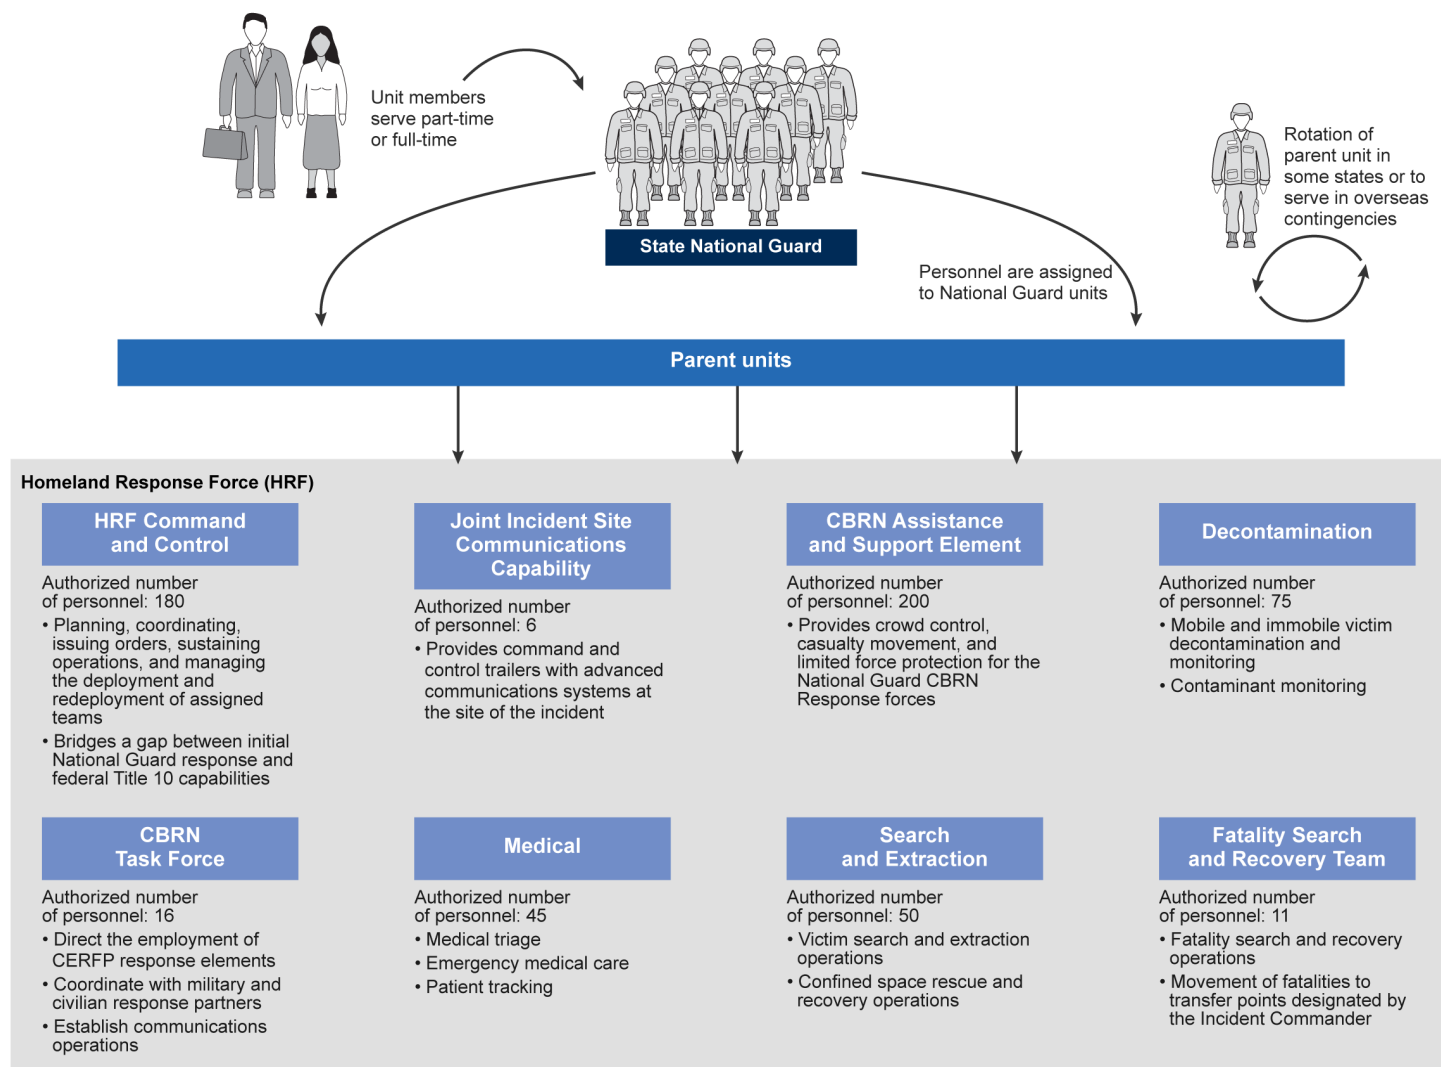 Unit members
serve part-time
or full-time
State National Guard
Rotation of
parent unit in
some states or to
serve in overseas
contingencies
Personnel are assigned
to National Guard units
Parent units
Homeland Response Force (HRF)
HRF Command
and Control
Authorized number
of personnel: 180
• Planning, coordinating,
issuing orders, sustaining
operations, and managing
the deployment and
redeployment of assigned
teams
• Bridges a gap between initial
National Guard response and
federal Title 10 capabilities
Joint Incident Site
Communications
Capability
Authorized number
of personnel: 6
• Provides command and
control trailers with advanced
communications systems at
the site of the incident
CBRN Assistance
and Support Element
Authorized number
of personnel: 200
• Provides crowd control,
casualty movement, and
limited force protection for the
National Guard CBRN
Response forces
Decontamination
Authorized number
of personnel: 75
• Mobile and immobile victim
decontamination and
monitoring
• Contaminant monitoring
CBRN
Task Force
Authorized number
of personnel: 16
• Direct the employment of
CERFP response elements
• Coordinate with military and
civilian response partners
• Establish communications
operations
Medical
Authorized number
of personnel: 45
• Medical triage
• Emergency medical care
• Patient tracking
Search
and Extraction
Authorized number
of personnel: 50
• Victim search and extraction
operations
• Confined space rescue and
recovery operations
Fatality Search
and Recovery Team
Authorized number
of personnel: 11
• Fatality search and recovery
operations
• Movement of fatalities to
transfer points designated by
the Incident Commander